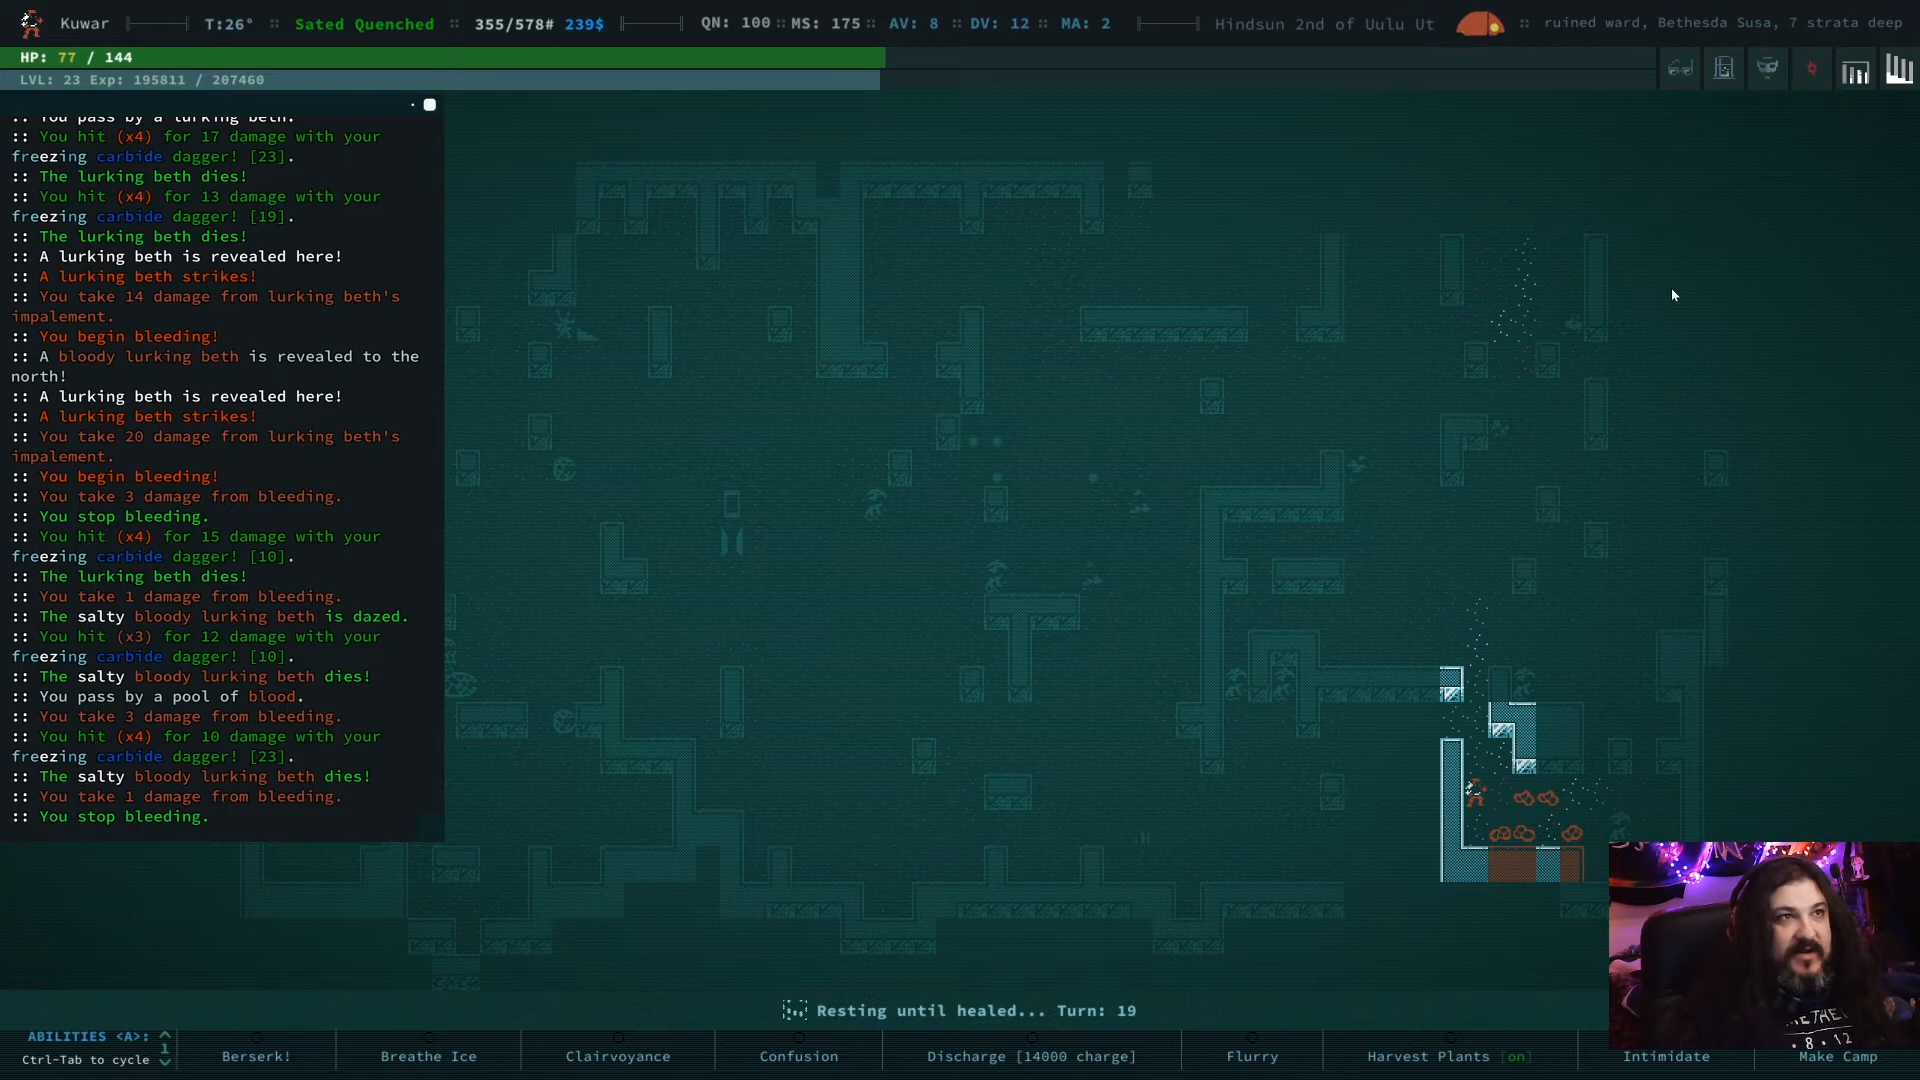 Kuwar T:26° :: Sated Quenched :: 355/578# 239$ QN: 100 :: MS: 175 :: AV: 8 :: DV: 12 :: MA: 2 Hindsun 2nd of Uulu Ut :: ruined ward, Bethesda Susa, 7 strata deep
HP: 77 / 144
LVL: 23 Exp: 195811 / 207460
:: You pass by a lurking beth.
:: You hit (x4) for 17 damage with your
freezing carbide dagger! [23].
:: The lurking beth dies!
:: You hit (x4) for 13 damage with your
freezing carbide dagger! [19].
:: The lurking beth dies!
:: A lurking beth is revealed here!
:: A lurking beth strikes!
:: You take 14 damage from lurking beth's
impalement.
:: You begin bleeding!
:: A bloody lurking beth is revealed to the
north!
:: A lurking beth is revealed here!
:: A lurking beth strikes!
:: You take 20 damage from lurking beth's
impalement.
:: You begin bleeding!
:: You take 3 damage from bleeding.
:: You stop bleeding.
:: You hit (x4) for 15 damage with your
freezing carbide dagger! [10].
:: The lurking beth dies!
:: You take 1 damage from bleeding.
:: The salty bloody lurking beth is dazed.
:: You hit (x3) for 12 damage with your
freezing carbide dagger! [10].
:: The salty bloody lurking beth dies!
:: You pass by a pool of blood.
:: You take 3 damage from bleeding.
:: You hit (x4) for 10 damage with your
freezing carbide dagger! [23].
:: The salty bloody lurking beth dies!
:: You take 1 damage from bleeding.
:: You stop bleeding.
Resting until healed... Turn: 19
ABILITIES <A>:
1
Ctrl-Tab to cycle
Berserk! Breathe Ice Clairvoyance Confusion Discharge [14000 charge] Flurry Harvest Plants [on] Intimidate Make Camp
8.12